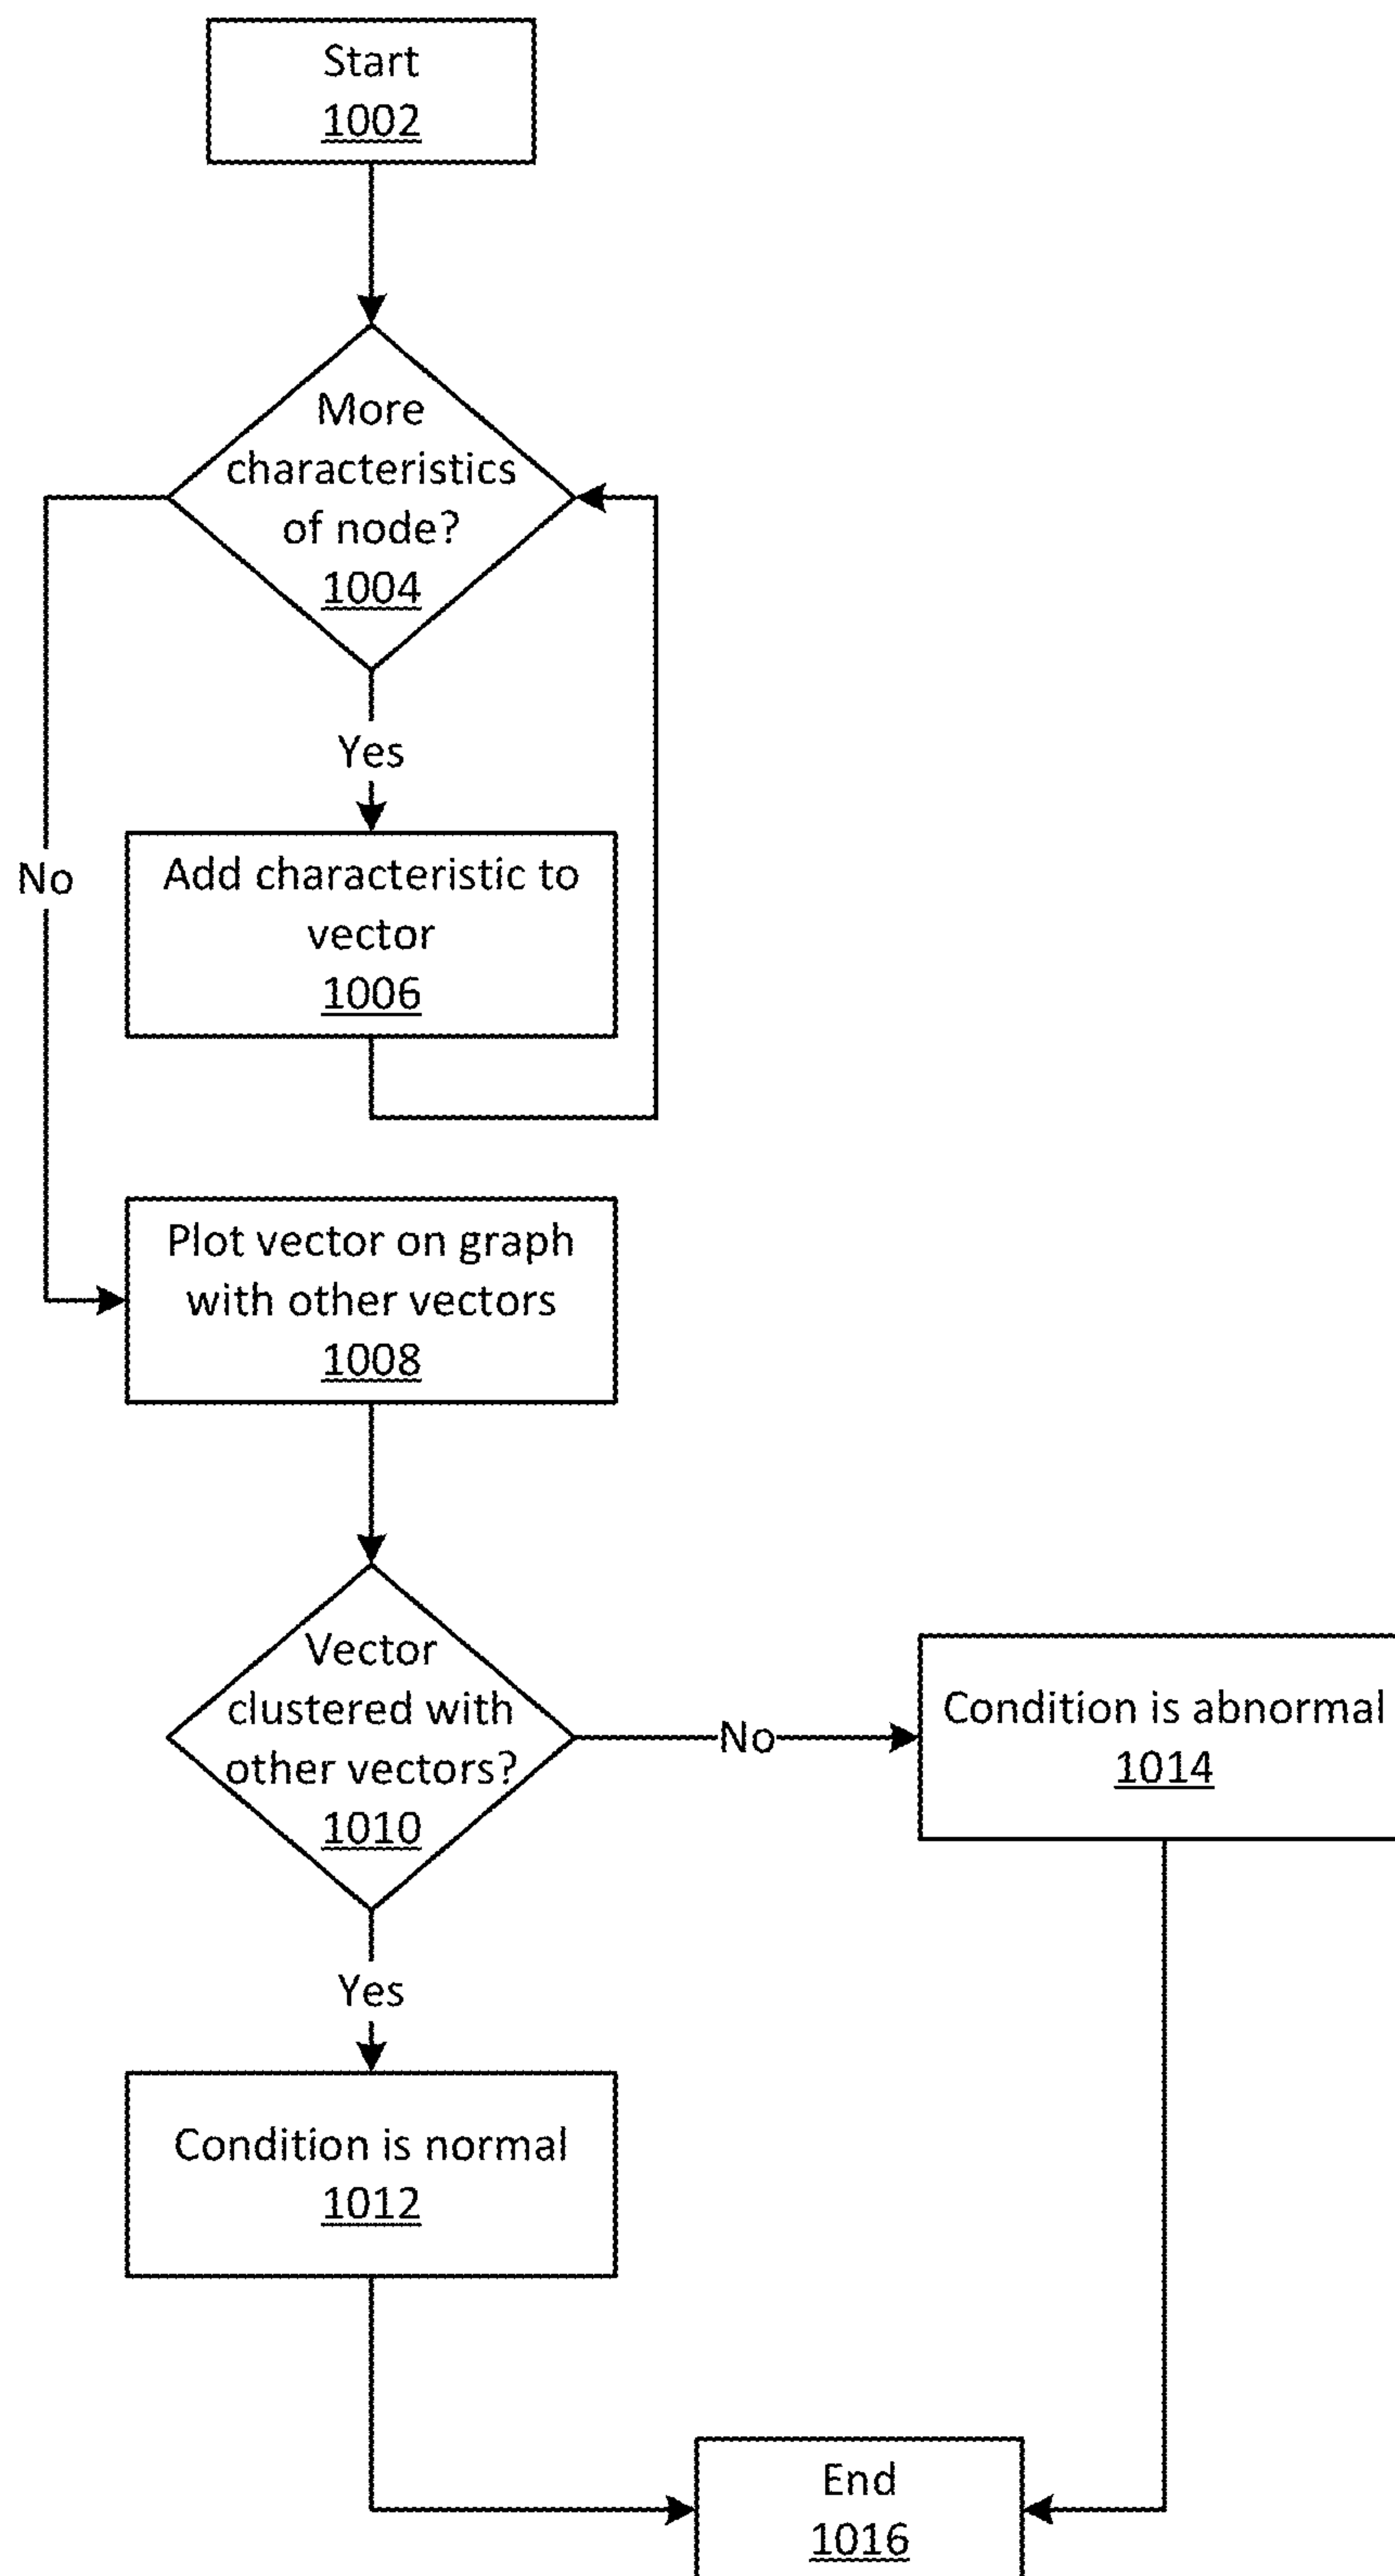 Start
1002
More
characteristics
of node?
1004
Yes
No
Add characteristic to
vector
1006
Plot vector on graph
with other vectors
1008
Vector
clustered with
other vectors?
1010
No
Condition is abnormal
1014
Yes
Condition is normal
1012
End
1016